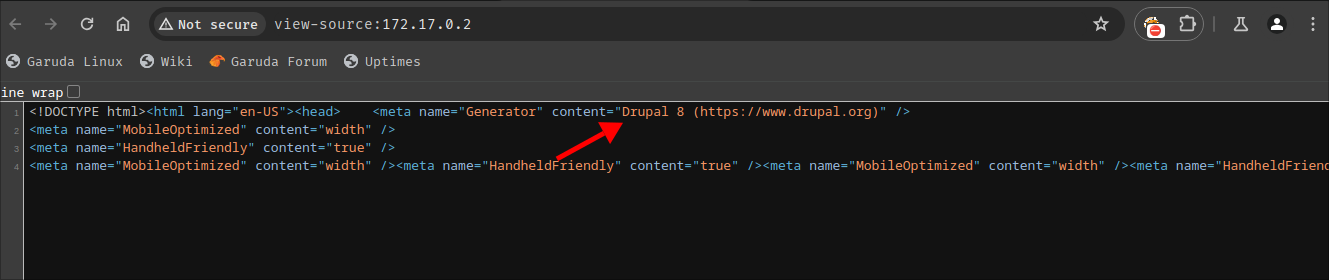 Not secure view-source:172.17.0.2
Garuda Linux Wiki Garuda Forum Uptimes
ine wrap
1 <!DOCTYPE html><html lang="en-US"><head>    <meta name="Generator" content="Drupal 8 (https://www.drupal.org)" />
2 <meta name="MobileOptimized" content="width" />
3 <meta name="HandheldFriendly" content="true" />
4 <meta name="MobileOptimized" content="width" /><meta name="HandheldFriendly" content="true" /><meta name="MobileOptimized" content="width" /><meta name="HandheldFrien